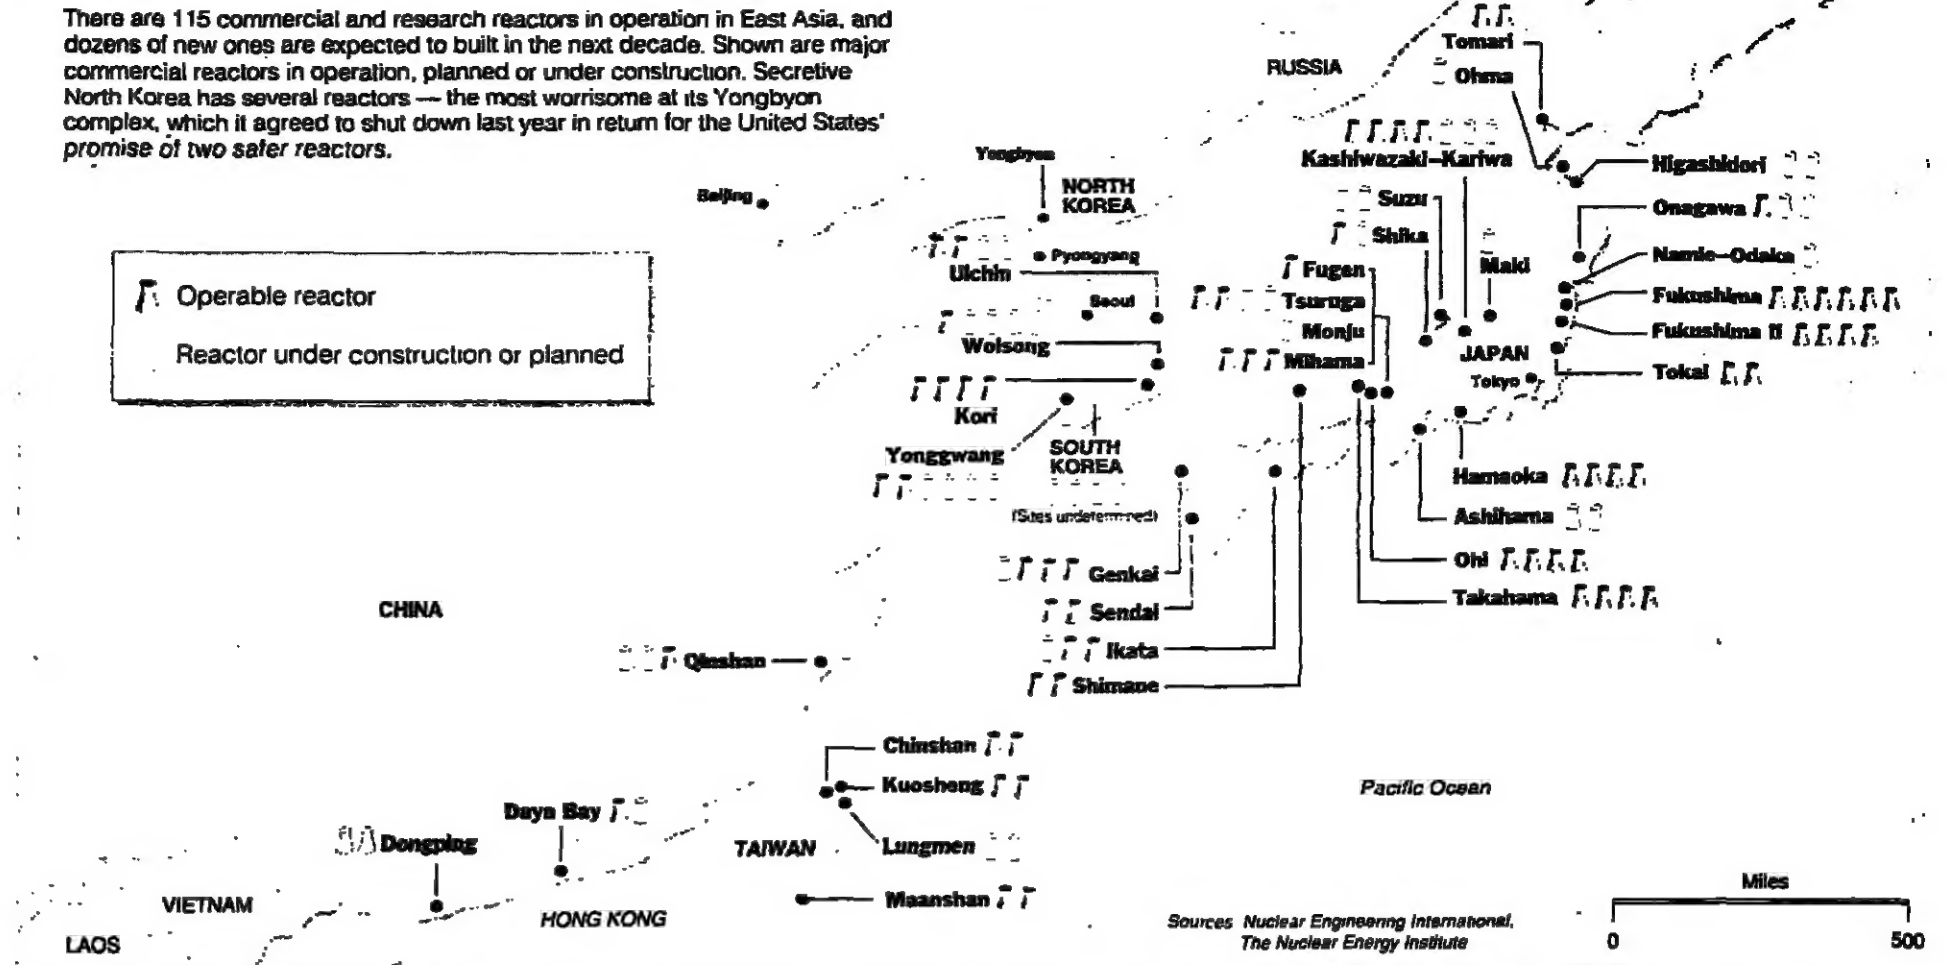 There are 115 commercial and research reactors in operation in East Asia, and
dozens of new ones are expected to built in the next decade. Shown are major
commercial reactors in operation, planned or under construction. Secretive
North Korea has several reactors — the most worrisome at its Yongbyon
complex, which it agreed to shut down last year in return for the United States'
promise of two safer reactors.
Operable reactor
Reactor under construction or planned
Beijing
Yongbyon
NORTH
KOREA
Pyongyang
Ulchin
Seoul
Wolsong
Kori
Yonggwang
SOUTH
KOREA
(Sites undetermined)
RUSSIA
Tomari
Ohma
Kashiwazaki–Kariwa
Suzu
Shika
Maki
Fugen
Tsuruga
Monju
Mihama
JAPAN
Tokyo
Higashidori
Onagawa
Namie–Odaka
Fukushima
Fukushima II
Tokai
Hamaoka
Ashihama
Ohi
Takahama
Genkai
Sendai
Ikata
Shimane
CHINA
Qinshan
Chinshan
Kuosheng
Lungmen
Maanshan
TAIWAN
Daya Bay
Dongping
HONG KONG
VIETNAM
LAOS
Pacific Ocean
Miles
0 500
Sources Nuclear Engineering International,
The Nuclear Energy Institute